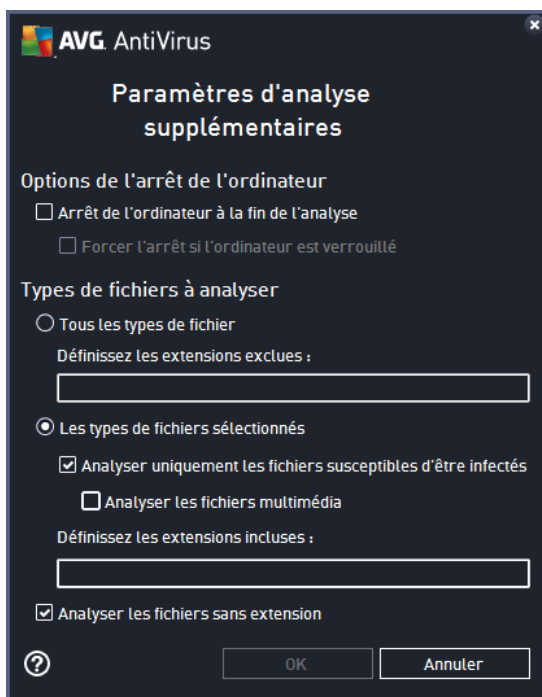 AVG. AntiVirus
Paramètres d'analyse
supplémentaires
Options de l'arrêt de l'ordinateur
Arrêt de l'ordinateur à la fin de l'analyse
Forcer l'arrêt si l'ordinateur est verrouillé
Types de fichiers à analyser
Tous les types de fichier
Définissez les extensions exclues :
Les types de fichiers sélectionnés
Analyser uniquement les fichiers susceptibles d'être infectés
Analyser les fichiers multimédia
Définissez les extensions incluses :
Analyser les fichiers sans extension
OK
Annuler